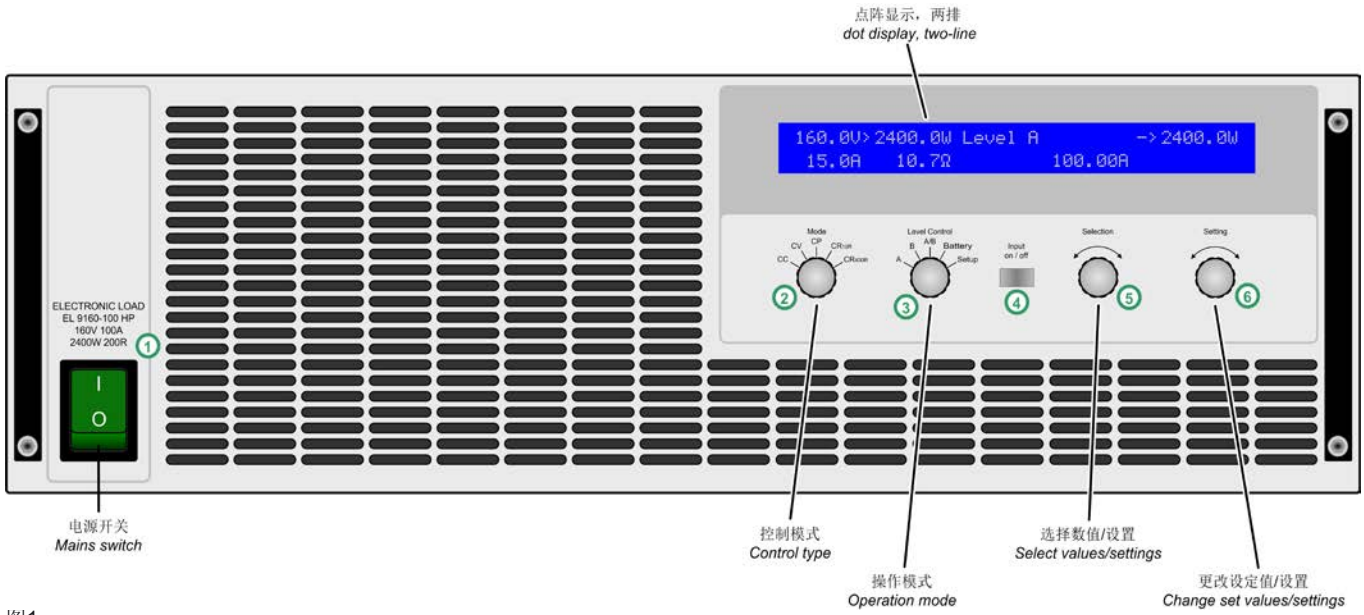 点阵显示，两排
dot display, two-line
160.0V>2400.0W Level A ->2400.0W
15.0A 10.7Ω 100.00A
Mode
CC CV CP CR
Level Control
A B A/B Battery Setup
Input
on / off
Selection
Setting
2
3
4
5
6
ELECTRONIC LOAD
EL 9160-100 HP
160V 100A
2400W 200R
1
I
O
电源开关
Mains switch
控制模式
Control type
操作模式
Operation mode
选择数值/设置
Select values/settings
更改设定值/设置
Change set values/settings